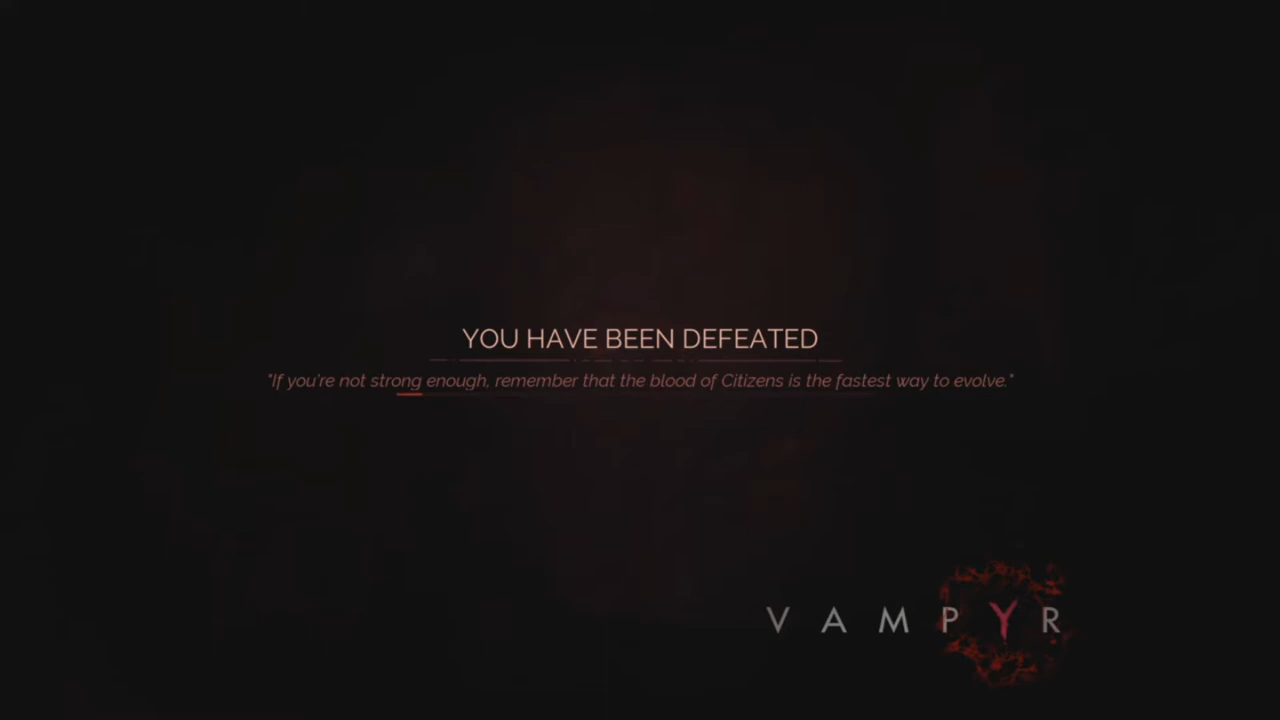 YOU HAVE BEEN DEFEATED
"If you're not strong enough, remember that the blood of Citizens is the fastest way to evolve."
VAMPYR